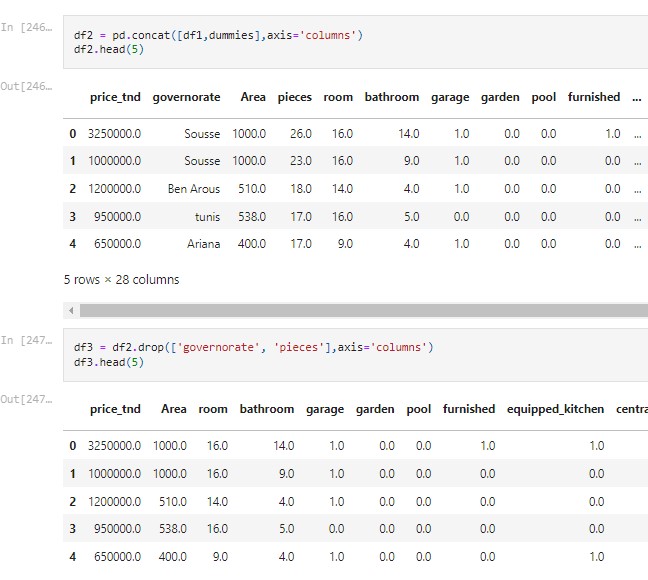 In [246...
df2 = pd.concat([df1,dummies],axis='columns')
df2.head(5)
Out[246...
price_tnd governorate Area pieces room bathroom garage garden pool furnished ...
0 3250000.0 Sousse 1000.0 26.0 16.0 14.0 1.0 0.0 0.0 1.0 ...
1 1000000.0 Sousse 1000.0 23.0 16.0 9.0 1.0 0.0 0.0 0.0 ...
2 1200000.0 Ben Arous 510.0 18.0 14.0 4.0 1.0 0.0 0.0 0.0 ...
3 950000.0 tunis 538.0 17.0 16.0 5.0 0.0 0.0 0.0 0.0 ...
4 650000.0 Ariana 400.0 17.0 9.0 4.0 1.0 0.0 0.0 0.0 ...
5 rows × 28 columns
In [247...
df3 = df2.drop(['governorate', 'pieces'],axis='columns')
df3.head(5)
Out[247...
price_tnd Area room bathroom garage garden pool furnished equipped_kitchen centra
0 3250000.0 1000.0 16.0 14.0 1.0 0.0 0.0 1.0 1.0
1 1000000.0 1000.0 16.0 9.0 1.0 0.0 0.0 0.0 0.0
2 1200000.0 510.0 14.0 4.0 1.0 0.0 0.0 0.0 0.0
3 950000.0 538.0 16.0 5.0 0.0 0.0 0.0 0.0 0.0
4 650000.0 400.0 9.0 4.0 1.0 0.0 0.0 0.0 1.0